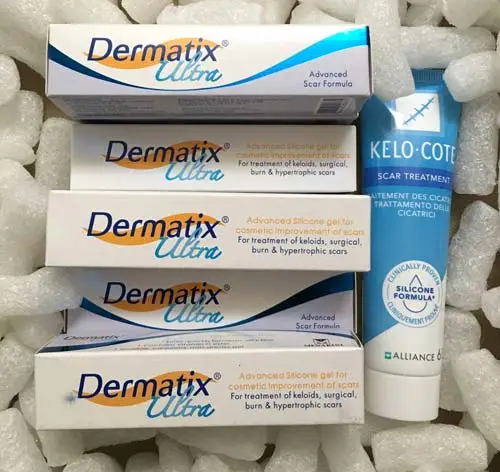 Dermatix®
Ultra
Advanced
Scar Formula
Dermatix®
Ultra
Advanced Silicone gel for
cosmetic improvement of scars
For treatment of keloids, surgical,
burn & hypertrophic scars
Dermatix®
Ultra
Advanced Silicone gel for
cosmetic improvement of scars
For treatment of keloids, surgical,
burn & hypertrophic scars
Dermatix®
Ultra
Advanced
Scar Formula
Dermatix®
Ultra
Advanced Silicone gel for
cosmetic improvement of scars
For treatment of keloids, surgical,
burn & hypertrophic scars
KELO·COTE
SCAR TREATMENT
TRAITEMENT DES
TRATTAMENTO DELLE
CICATRICI
CLINICALLY PROVEN
SILICONE
FORMULA
CLINIQUEMENT PROUVÉ
ALLIANCE